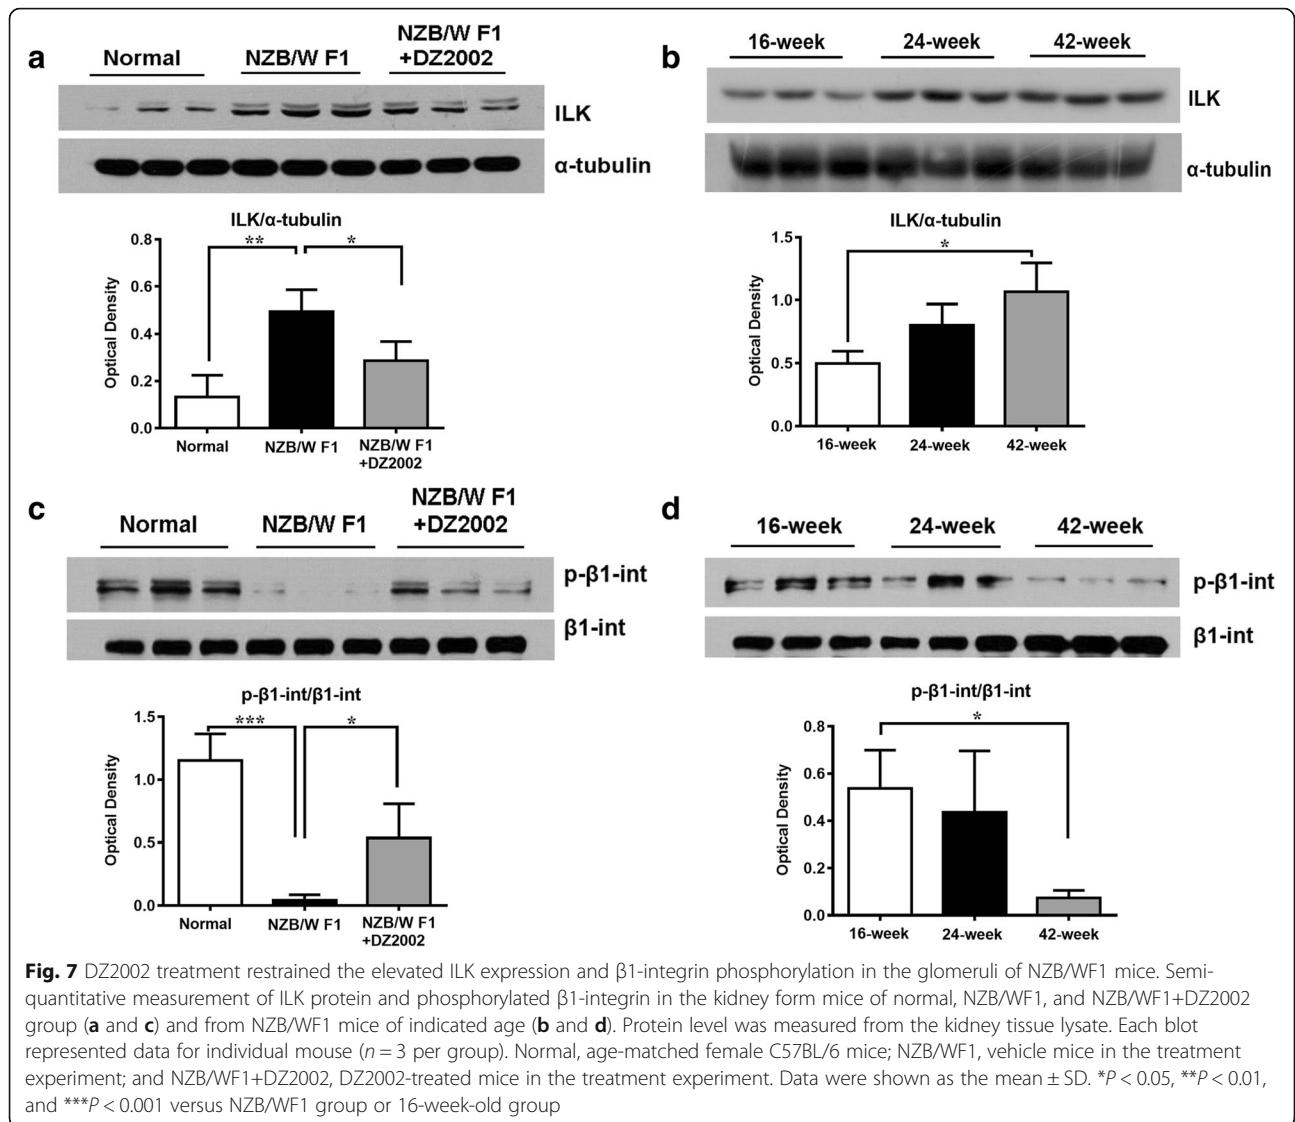 a
Normal
NZB/W F1
NZB/W F1
+DZ2002
ILK
α-tubulin
ILK/α-tubulin
Optical Density
0.8
0.6
0.4
0.2
0.0
**
*
Normal
NZB/W F1
NZB/W F1
+DZ2002
b
16-week
24-week
42-week
ILK
α-tubulin
ILK/α-tubulin
Optical Density
1.5
1.0
0.5
0.0
*
16-week
24-week
42-week
c
Normal
NZB/W F1
NZB/W F1
+DZ2002
p-β1-int
β1-int
p-β1-int/β1-int
Optical Density
1.5
1.0
0.5
0.0
***
*
Normal
NZB/W F1
NZB/W F1
+DZ2002
d
16-week
24-week
42-week
p-β1-int
β1-int
p-β1-int/β1-int
Optical Density
0.8
0.6
0.4
0.2
0.0
*
16-week
24-week
42-week
Fig. 7 DZ2002 treatment restrained the elevated ILK expression and β1-integrin phosphorylation in the glomeruli of NZB/WF1 mice. Semi-
quantitative measurement of ILK protein and phosphorylated β1-integrin in the kidney form mice of normal, NZB/WF1, and NZB/WF1+DZ2002
group (a and c) and from NZB/WF1 mice of indicated age (b and d). Protein level was measured from the kidney tissue lysate. Each blot
represented data for individual mouse (n = 3 per group). Normal, age-matched female C57BL/6 mice; NZB/WF1, vehicle mice in the treatment
experiment; and NZB/WF1+DZ2002, DZ2002-treated mice in the treatment experiment. Data were shown as the mean ± SD. *P < 0.05, **P < 0.01,
and ***P < 0.001 versus NZB/WF1 group or 16-week-old group